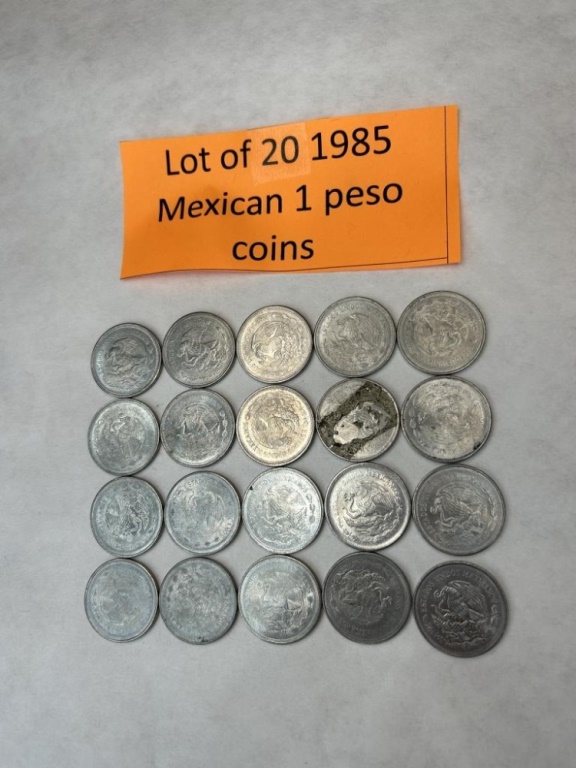 Lot of 20 1985
Mexican 1 peso
coins